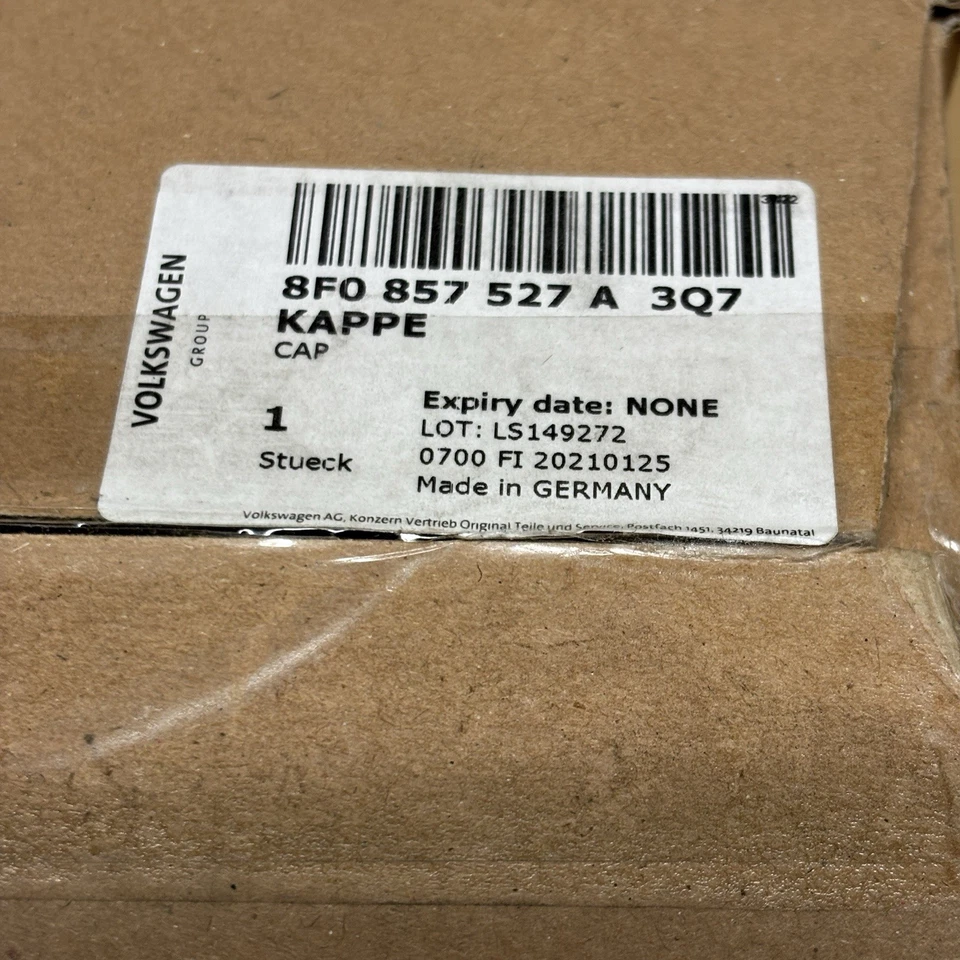 VOLKSWAGEN
GROUP
8F0 857 527 A 3Q7
KAPPE
CAP
1
Stueck
Expiry date: NONE
LOT: LS149272
0700 FI 20210125
Made in GERMANY
Volkswagen AG, Konzern Vertrieb Original Teile und Service, Postfach 1451, 34219 Baunatal